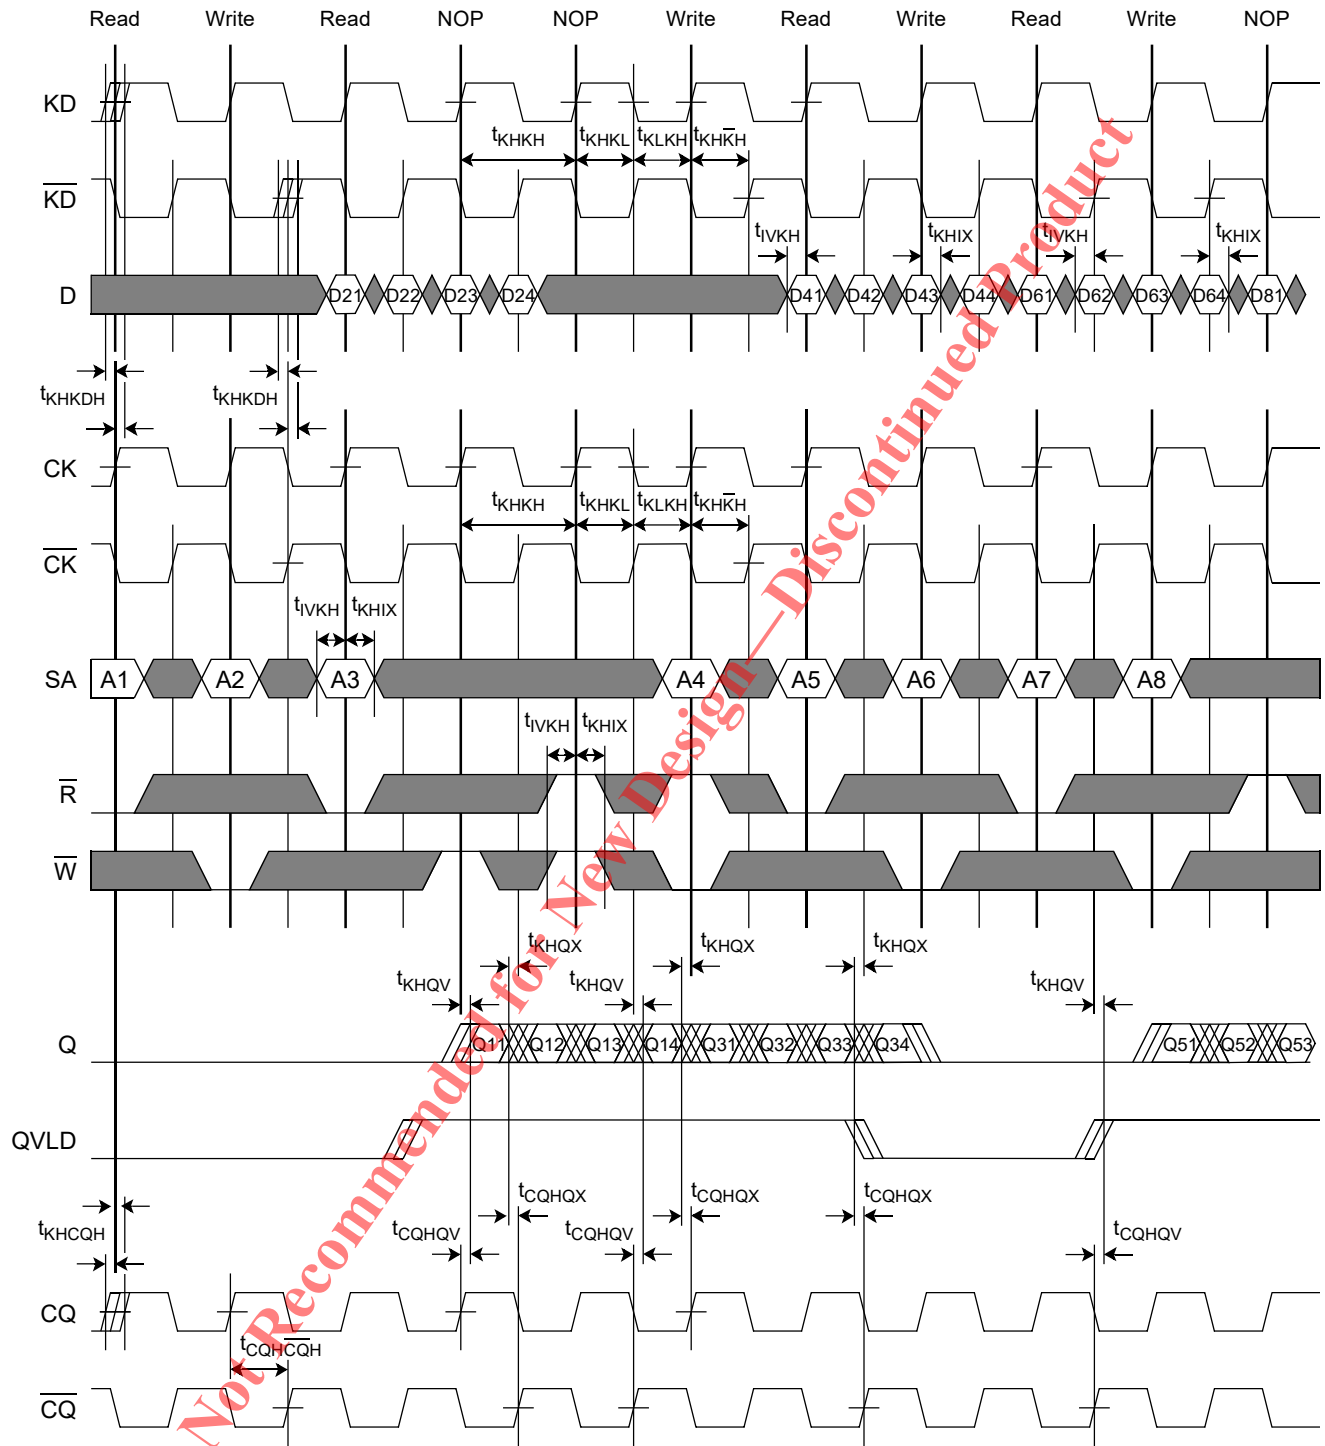 Read Write Read NOP NOP Write Read Write Read Write NOP
KD
tKHKH tKHKL tKLKH tKHK̅H
K̅D̅
tIVKH tKHIX tIVKH tKHIX
D D21 D22 D23 D24 D41 D42 D43 D44 D61 D62 D63 D64 D81
tKHKDH tKHKDH
CK
tKHKH tKHKL tKLKH tKHK̅H
C̅K̅
tIVKH tKHIX
SA A1 A2 A3 A4 A5 A6 A7 A8
tIVKH tKHIX
R̅
W̅
tKHQX tKHQX tKHQX
tKHQV tKHQV tKHQV
Q Q11 Q12 Q13 Q14 Q31 Q32 Q33 Q34 Q51 Q52 Q53
QVLD
tCQHQX tCQHQX tCQHQX
tKHCQH tCQHQV tCQHQV tCQHQV
CQ
tCQHC̅Q̅H̅
C̅Q̅
Not Recommended for New Design—Discontinued Product